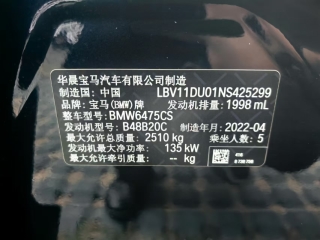 华晨宝马汽车有限公司制造
制造国: 中国 LBV11DU01NS425299
品牌: 宝马(BMW)牌 发动机排量: 1998 mL
整车型号: BMW6475CS
发动机型号: B48B20C 制造年月: 2022-04
最大允许总质量: 2510 kg 乘坐人数: 5
发动机最大净功率: 135 kW
最大允许牵引质量: — kg